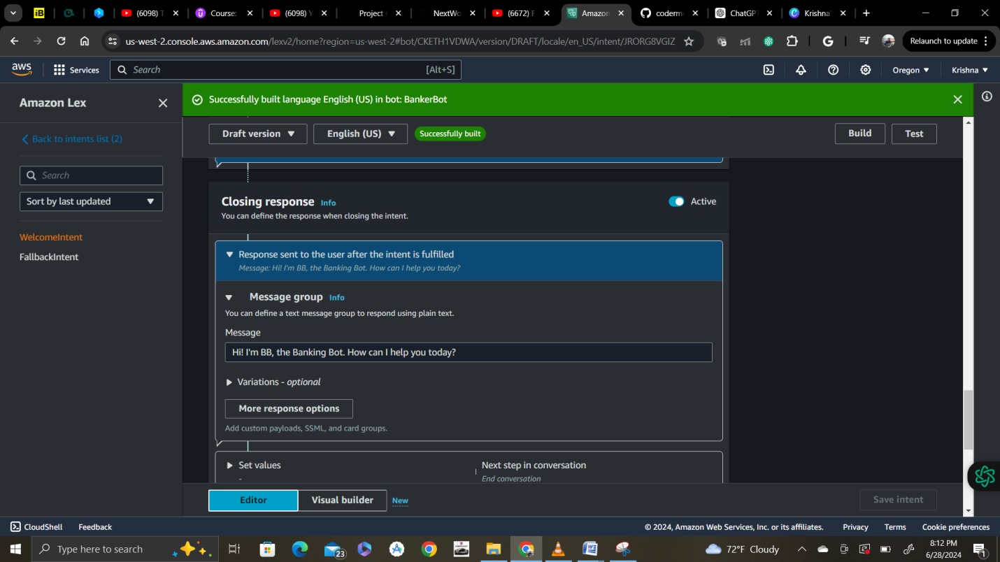 iB
(6098) T
Course:
(6098) Y
Project
NextWo
(6672) F
Amazon
coderm
ChatGPT
Krishna'
us-west-2.console.aws.amazon.com/lexv2/home?region=us-west-2#bot/CKETH1VDWA/version/DRAFT/locale/en_US/intent/JRORG8VGIZ
Relaunch to update
aws
Services
Search
[Alt+S]
Oregon
Krishna
Amazon Lex
Successfully built language English (US) in bot: BankerBot
Back to intents list (2)
Search
Sort by last updated
WelcomeIntent
FallbackIntent
Draft version
English (US)
Successfully built
Build
Test
Closing response Info
Active
You can define the response when closing the intent.
Response sent to the user after the intent is fulfilled
Message: Hi! I'm BB, the Banking Bot. How can I help you today?
Message group Info
You can define a text message group to respond using plain text.
Message
Hi! I'm BB, the Banking Bot. How can I help you today?
Variations - optional
More response options
Add custom payloads, SSML, and card groups.
Set values
-
Next step in conversation
End conversation
Editor
Visual builder
New
Save intent
CloudShell
Feedback
© 2024, Amazon Web Services, Inc. or its affiliates.
Privacy
Terms
Cookie preferences
Type here to search
23
72°F Cloudy
8:12 PM
6/28/2024
1